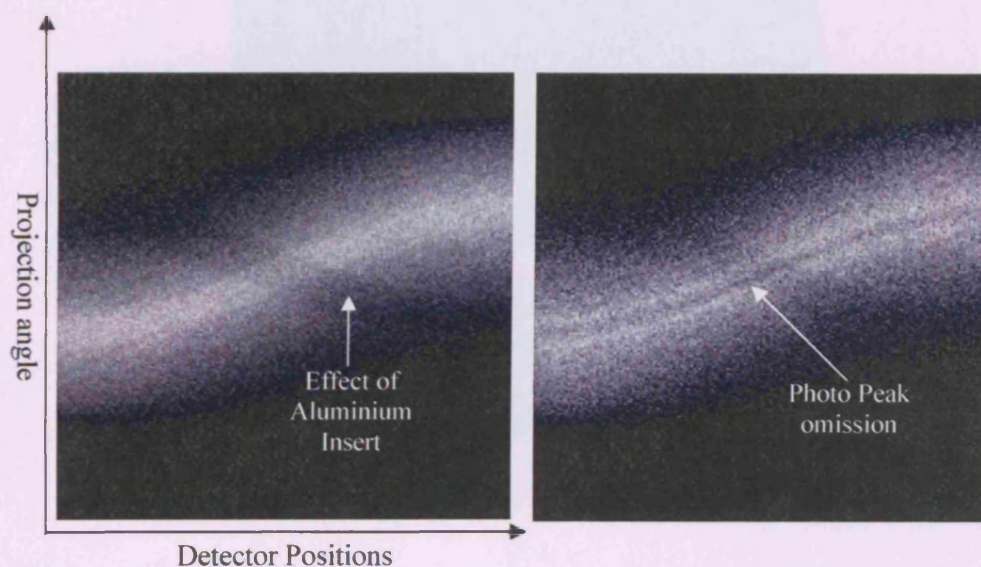 Projection angle
Effect of
Aluminium
Insert
Photo Peak
omission
Detector Positions